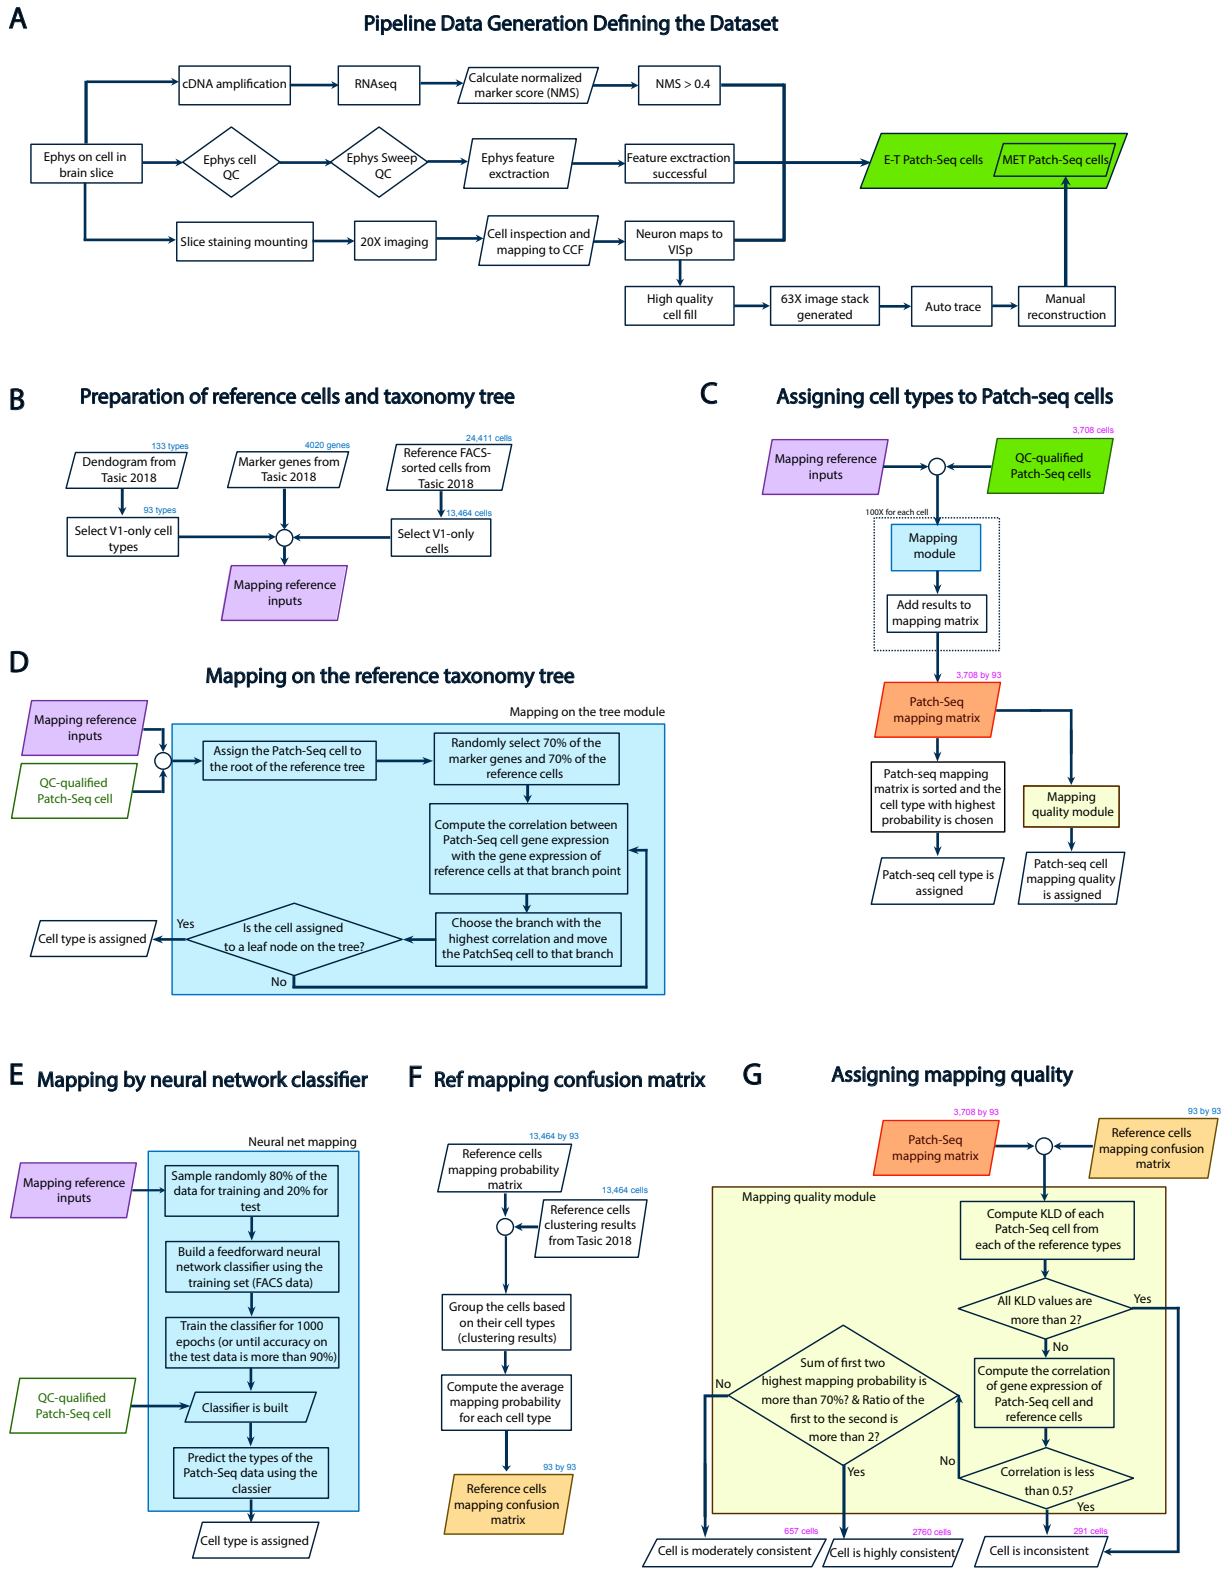 A
Pipeline Data Generation Defining the Dataset
cDNA amplification
RNAseq
Calculate normalized
marker score (NMS)
NMS > 0.4
Ephys on cell in
brain slice
Ephys cell
QC
Ephys Sweep
QC
Ephys feature
exctraction
Feature exctraction
successful
E-T Patch-Seq cells
MET Patch-Seq cells
Slice staining mounting
20X imaging
Cell inspection and
mapping to CCF
Neuron maps to
VISp
High quality
cell fill
63X image stack
generated
Auto trace
Manual
reconstruction
B
Preparation of reference cells and taxonomy tree
133 types
Dendogram from
Tasic 2018
4020 genes
Marker genes from
Tasic 2018
24,411 cells
Reference FACS-
sorted cells from
Tasic 2018
93 types
Select V1-only cell
types
13,464 cells
Select V1-only
cells
Mapping reference
inputs
C
Assigning cell types to Patch-seq cells
Mapping reference
inputs
3,708 cells
QC-qualified
Patch-Seq cells
100X for each cell
Mapping
module
Add results to
mapping matrix
3,708 by 93
Patch-Seq
mapping matrix
Patch-seq mapping
matrix is sorted and the
cell type with highest
probability is chosen
Mapping
quality module
Patch-seq cell type is
assigned
Patch-seq cell
mapping quality
is assigned
D
Mapping on the reference taxonomy tree
Mapping reference
inputs
QC-qualified
Patch-Seq cell
Mapping on the tree module
Assign the Patch-Seq cell to
the root of the reference tree
Randomly select 70% of the
marker genes and 70% of the
reference cells
Compute the correlation between
Patch-Seq cell gene expression
with the gene expression of
reference cells at that branch point
Choose the branch with the
highest correlation and move
the PatchSeq cell to that branch
Is the cell assigned
to a leaf node on the tree?
Yes
No
Cell type is assigned
E
Mapping by neural network classifier
Neural net mapping
Mapping reference
inputs
Sample randomly 80% of the
data for training and 20% for
test
Build a feedforward neural
network classifier using the
training set (FACS data)
Train the classifer for 1000
epochs (or until accuracy on
the test data is more than 90%)
QC-qualified
Patch-Seq cell
Classifier is built
Predict the types of the
Patch-Seq data using the
classier
Cell type is assigned
F
Ref mapping confusion matrix
13,464 by 93
Reference cells
mapping probability
matrix
13,464 cells
Reference cells
clustering results
from Tasic 2018
Group the cells based
on their cell types
(clustering results)
Compute the average
mapping probability
for each cell type
93 by 93
Reference cells
mapping confusion
matrix
G
Assigning mapping quality
3,708 by 93
Patch-Seq
mapping matrix
93 by 93
Reference cells
mapping confusion
matrix
Mapping quality module
Compute KLD of each
Patch-Seq cell from
each of the reference types
All KLD values are
more than 2?
Yes
No
Compute the correlation
of gene expression of
Patch-Seq cell and
reference cells
Correlation is less
than 0.5?
No
Yes
Sum of first two
highest mapping probability is
more than 70%? & Ratio of the
first to the second is
more than 2?
No
Yes
657 cells
Cell is moderately consistent
2760 cells
Cell is highly consistent
291 cells
Cell is inconsistent